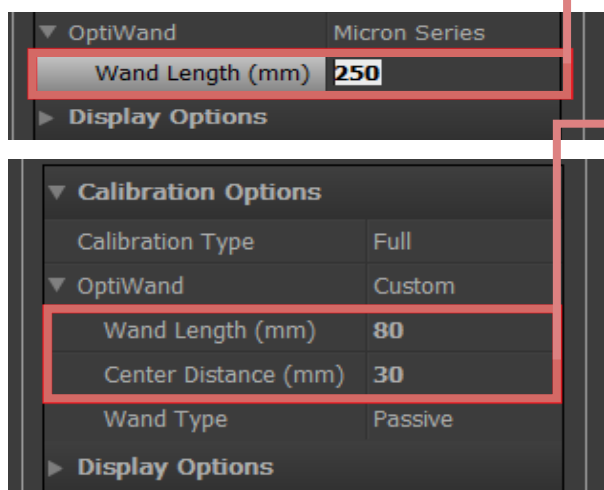 OptiWand Micron Series
Wand Length (mm) 250
Display Options
Calibration Options
Calibration Type Full
OptiWand Custom
Wand Length (mm) 80
Center Distance (mm) 30
Wand Type Passive
Display Options